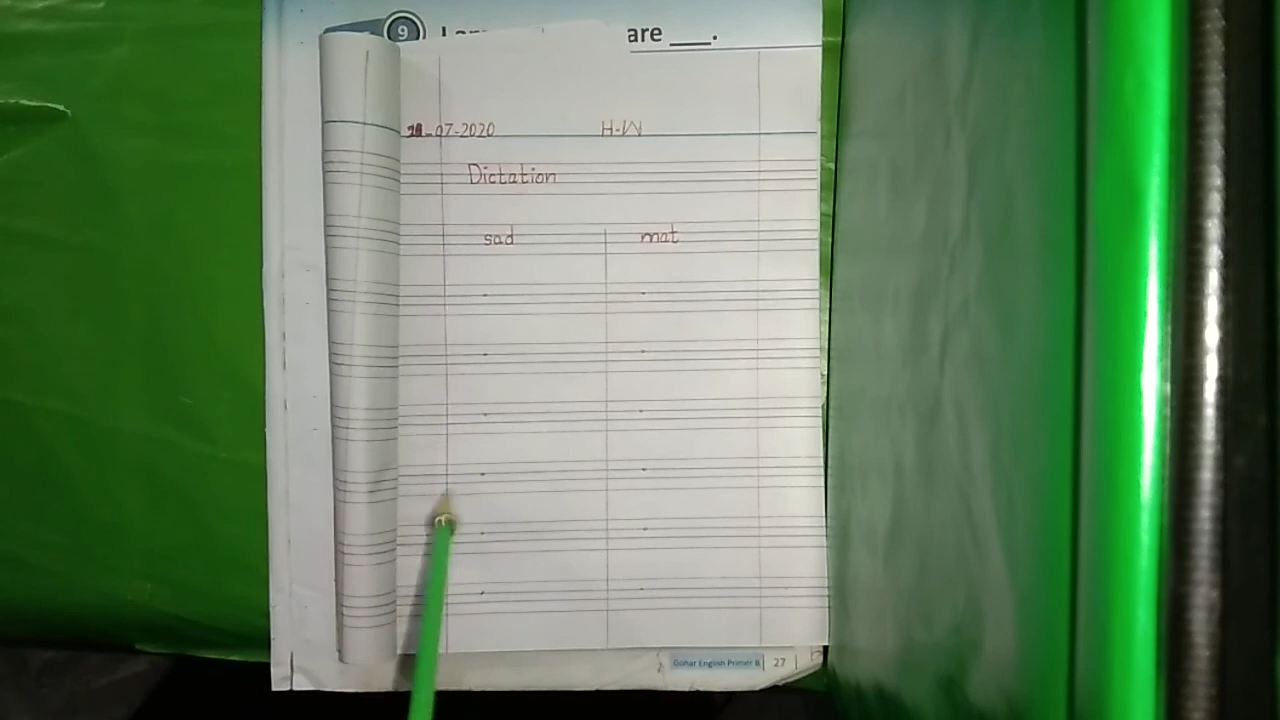 9 are ___.
-07-2020 H-W
Dictation
sad mat
Gohar English Primer B 27